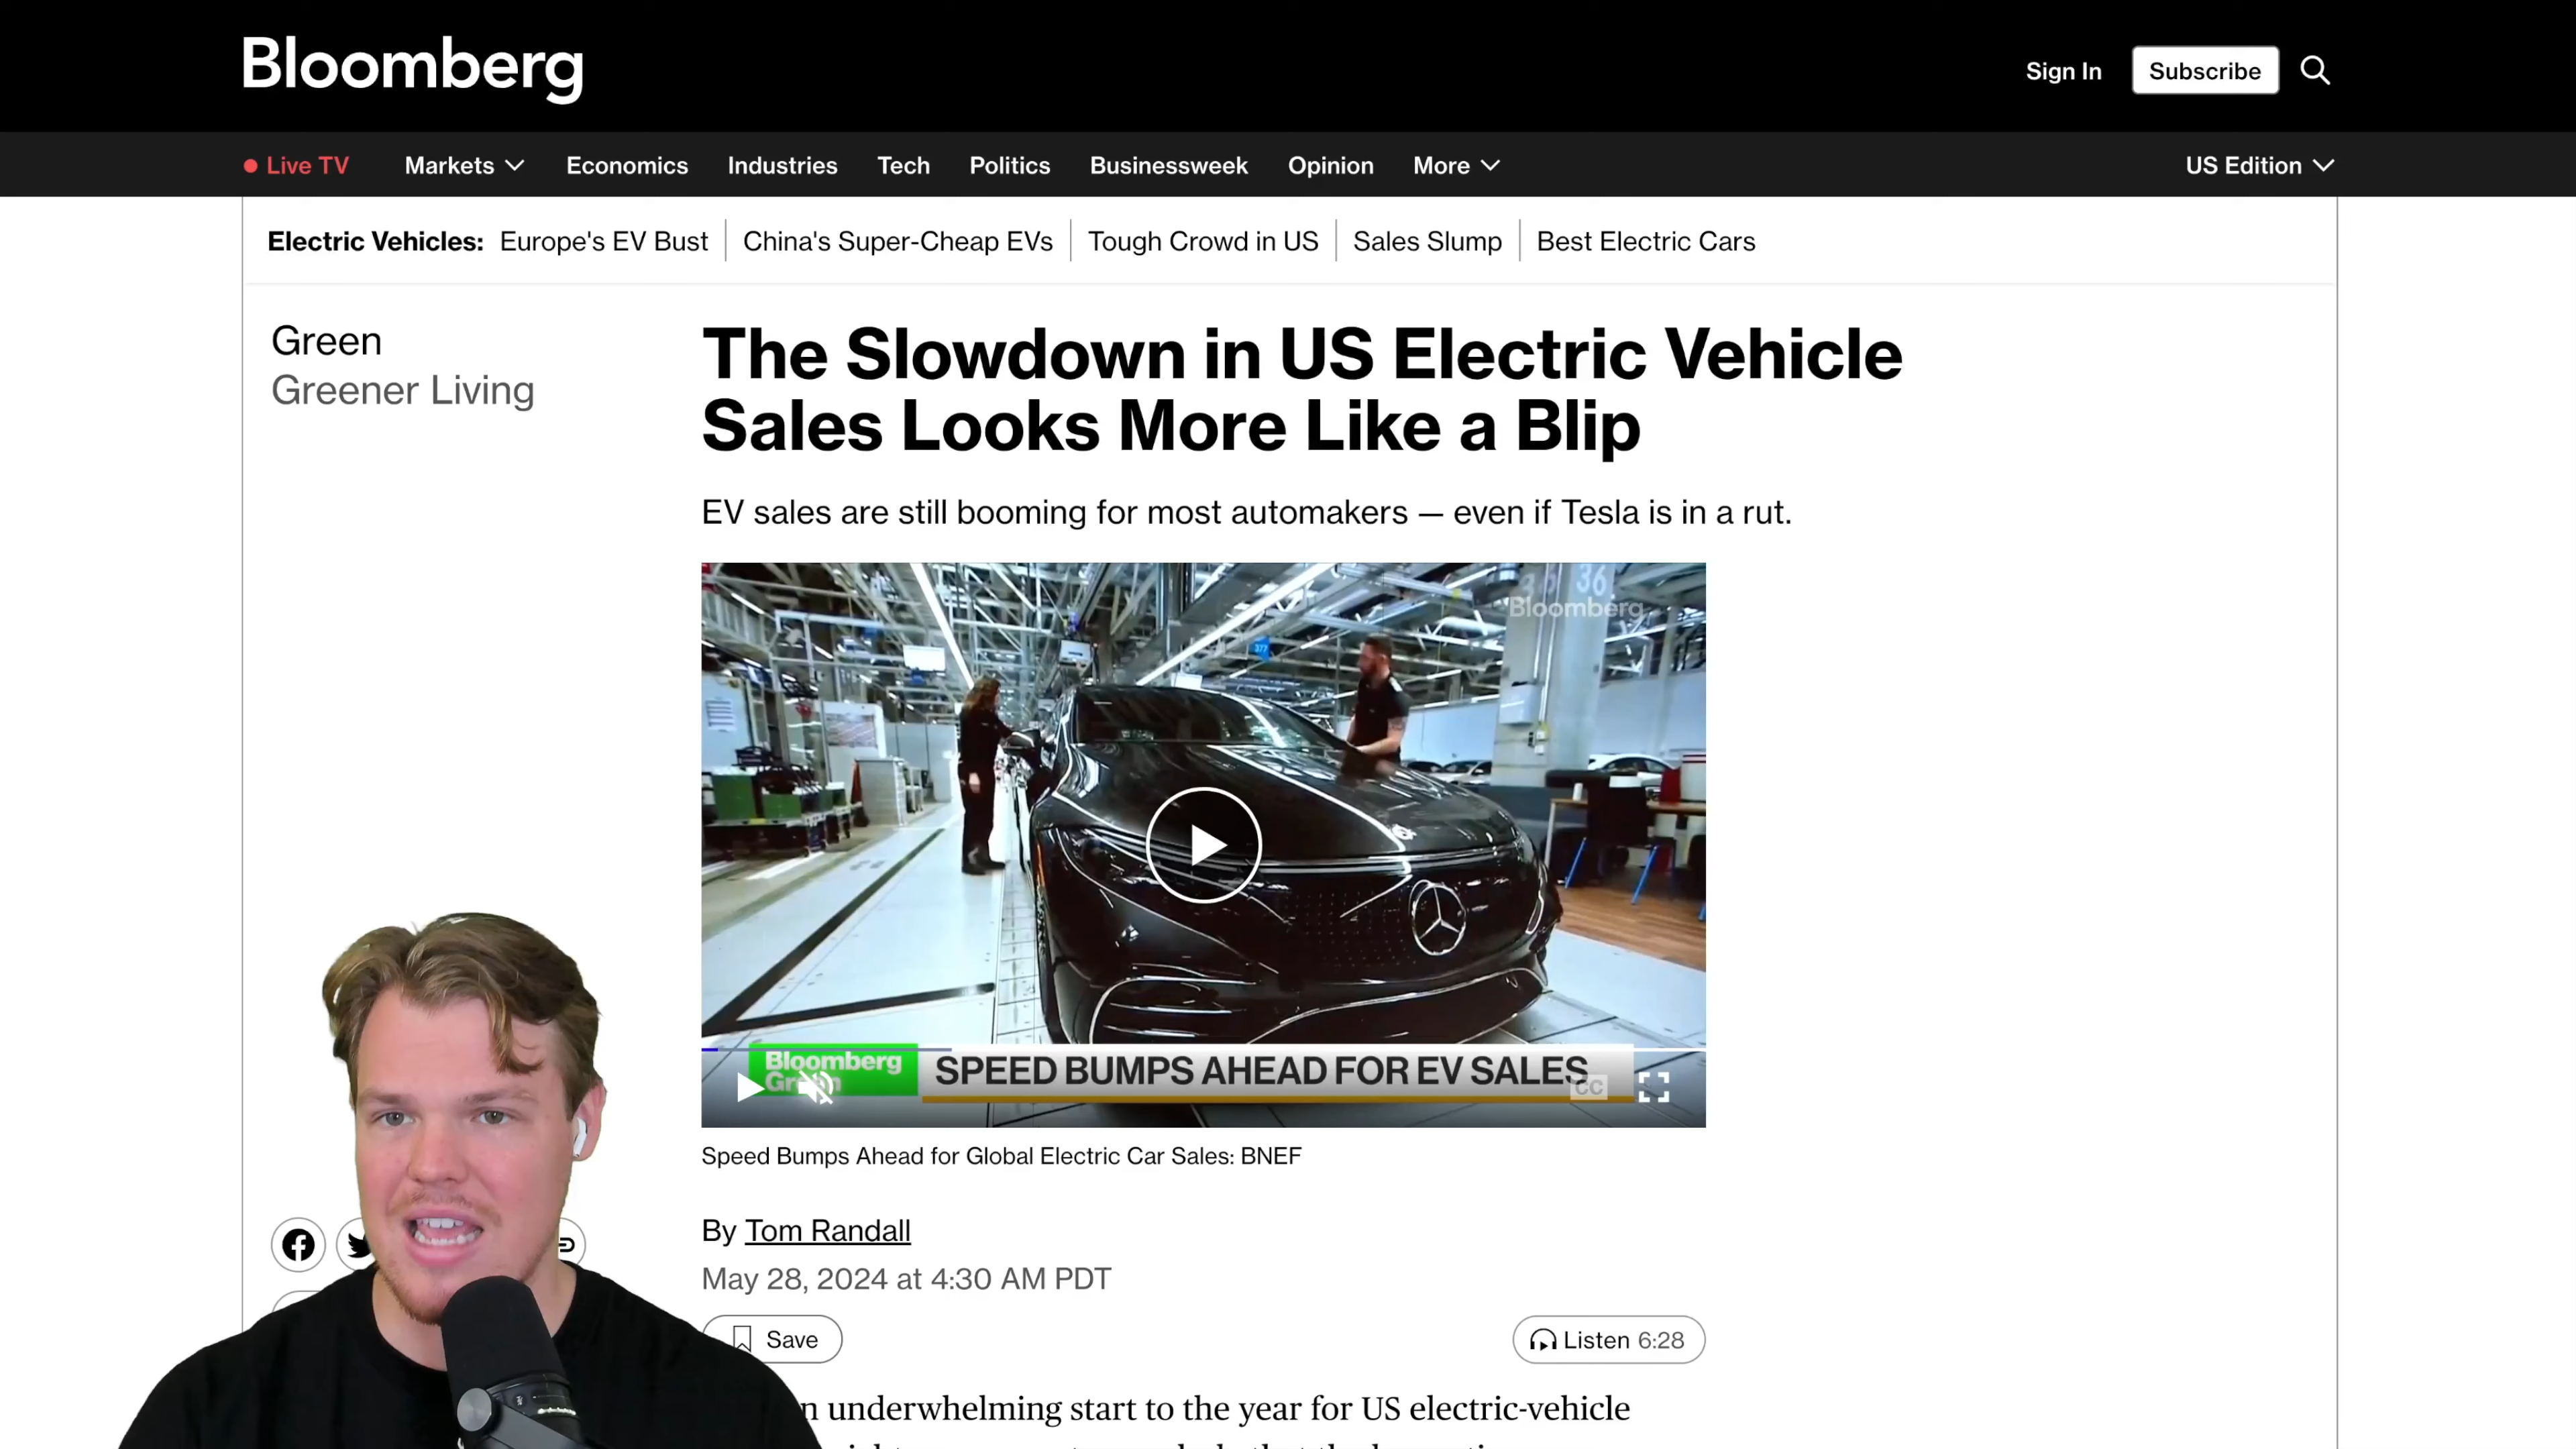 Bloomberg
Sign In
Subscribe
Live TV
Markets
Economics
Industries
Tech
Politics
Businessweek
Opinion
More
US Edition
Electric Vehicles:
Europe's EV Bust
China's Super-Cheap EVs
Tough Crowd in US
Sales Slump
Best Electric Cars
Green
Greener Living
The Slowdown in US Electric Vehicle
Sales Looks More Like a Blip
EV sales are still booming for most automakers — even if Tesla is in a rut.
36
Bloomberg
377
Bloomberg
Green
SPEED BUMPS AHEAD FOR EV SALES
CC
Speed Bumps Ahead for Global Electric Car Sales: BNEF
By Tom Randall
May 28, 2024 at 4:30 AM PDT
Save
Listen 6:28
underwhelming start to the year for US electric-vehicle